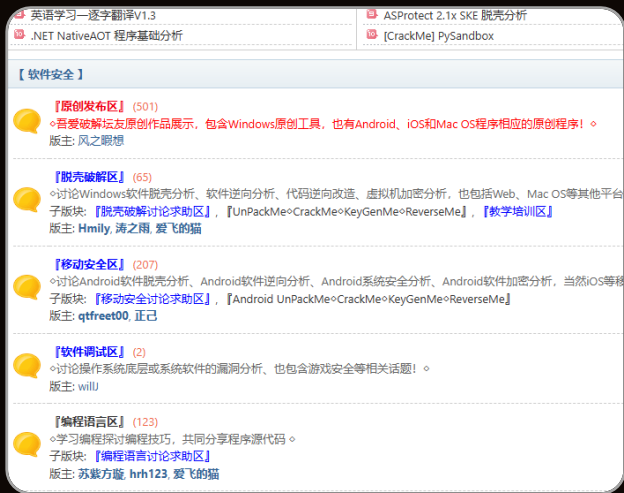 英语学习—逐字翻译V1.3
ASProtect 2.1x SKE 脱壳分析
10 .NET NativeAOT 程序基础分析
10 [CrackMe] PySandbox
【 软件安全 】
『原创发布区』 (501)
◇吾爱破解坛友原创作品展示，包含Windows原创工具，也有Android、iOS和Mac OS程序相应的原创程序！◇
版主: 风之暇想
『脱壳破解区』 (65)
◇讨论Windows软件脱壳分析、软件逆向分析、代码逆向改造、虚拟机加密分析，也包括Web、Mac OS等其他平台
子版块: 『脱壳破解讨论求助区』, 『UnPackMe◇CrackMe◇KeyGenMe◇ReverseMe』, 『教学培训区』
版主: Hmily, 涛之雨, 爱飞的猫
『移动安全区』 (207)
◇讨论Android软件脱壳分析、Android软件逆向分析、Android系统安全分析、Android软件加密分析，当然iOS等移
子版块: 『移动安全讨论求助区』, 『Android UnPackMe◇CrackMe◇KeyGenMe◇ReverseMe』
版主: qtfreet00, 正己
『软件调试区』 (2)
◇讨论操作系统底层或系统软件的漏洞分析、也包含游戏安全等相关话题！◇
版主: willJ
『编程语言区』 (123)
◇学习编程探讨编程技巧，共同分享程序源代码 ◇
子版块: 『编程语言讨论求助区』
版主: 苏紫方璇, hrh123, 爱飞的猫